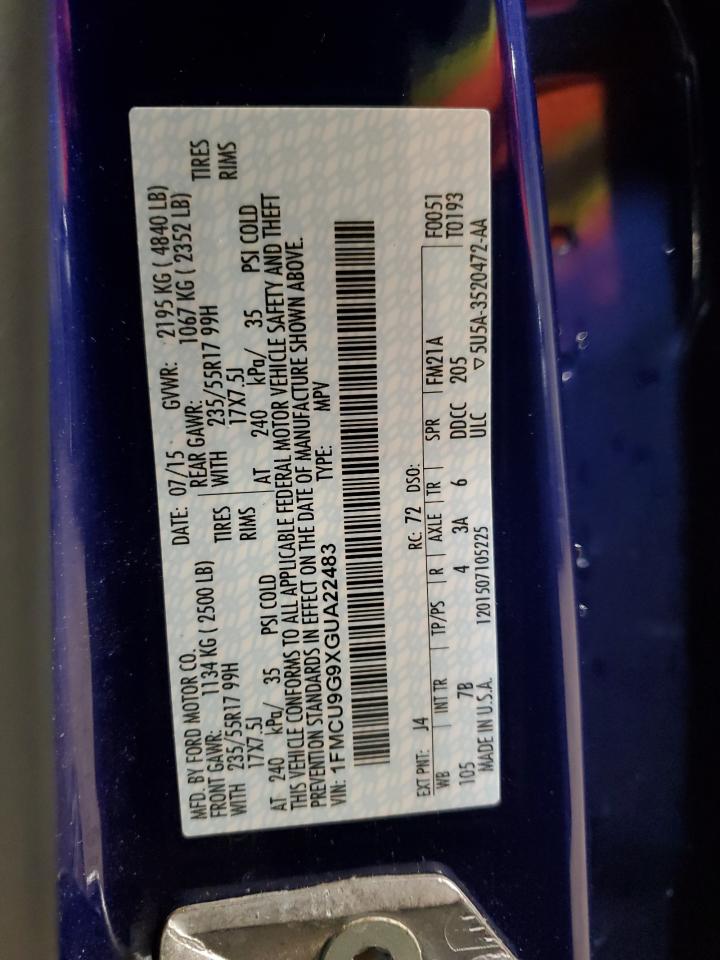 MFD. BY FORD MOTOR CO.
DATE: 07/15 GVWR: 2195 KG ( 4840 LB)
FRONT GAWR: 1134 KG ( 2500 LB)
REAR GAWR: 1067 KG ( 2352 LB)
WITH 235/55R17 99H TIRES
WITH 235/55R17 99H TIRES
17X7.5J RIMS
17X7.5J RIMS
AT 240 kPa/ 35 PSI COLD
AT 240 kPa/ 35 PSI COLD
THIS VEHICLE CONFORMS TO ALL APPLICABLE FEDERAL MOTOR VEHICLE SAFETY AND THEFT
PREVENTION STANDARDS IN EFFECT ON THE DATE OF MANUFACTURE SHOWN ABOVE.
VIN: 1FMCU9G9XGUA22483 TYPE: MPV
EXT PNT: J4 RC: 72 DSO: F0051
WB INT TR TP/PS R AXLE TR SPR FM21A T0193
105 7B 4 3A 6 DDCC 205
MADE IN U.S.A. 1201507105225 ULC ▽5U5A-3520472-AA